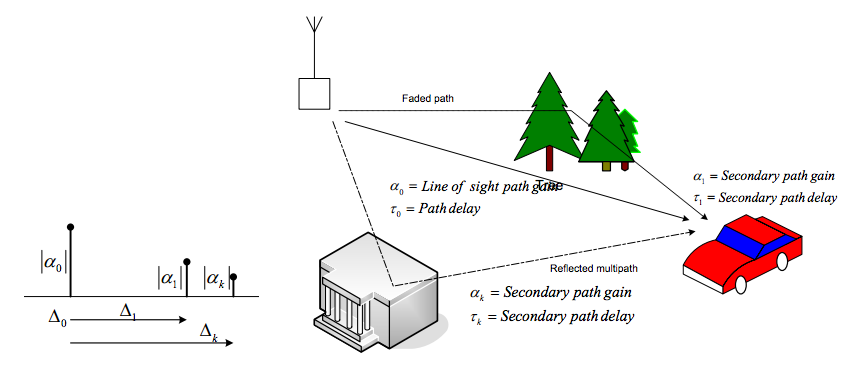 Faded path
α₁ = Secondary path gain
τ₁ = Secondary path delay
α₀ = Line of sight path gain
Tree
τ₀ = Path delay
|α₀|
|α₁|
|αₖ|
Reflected multipath
αₖ = Secondary path gain
τₖ = Secondary path delay
Δ₀
Δ₁
Δₖ